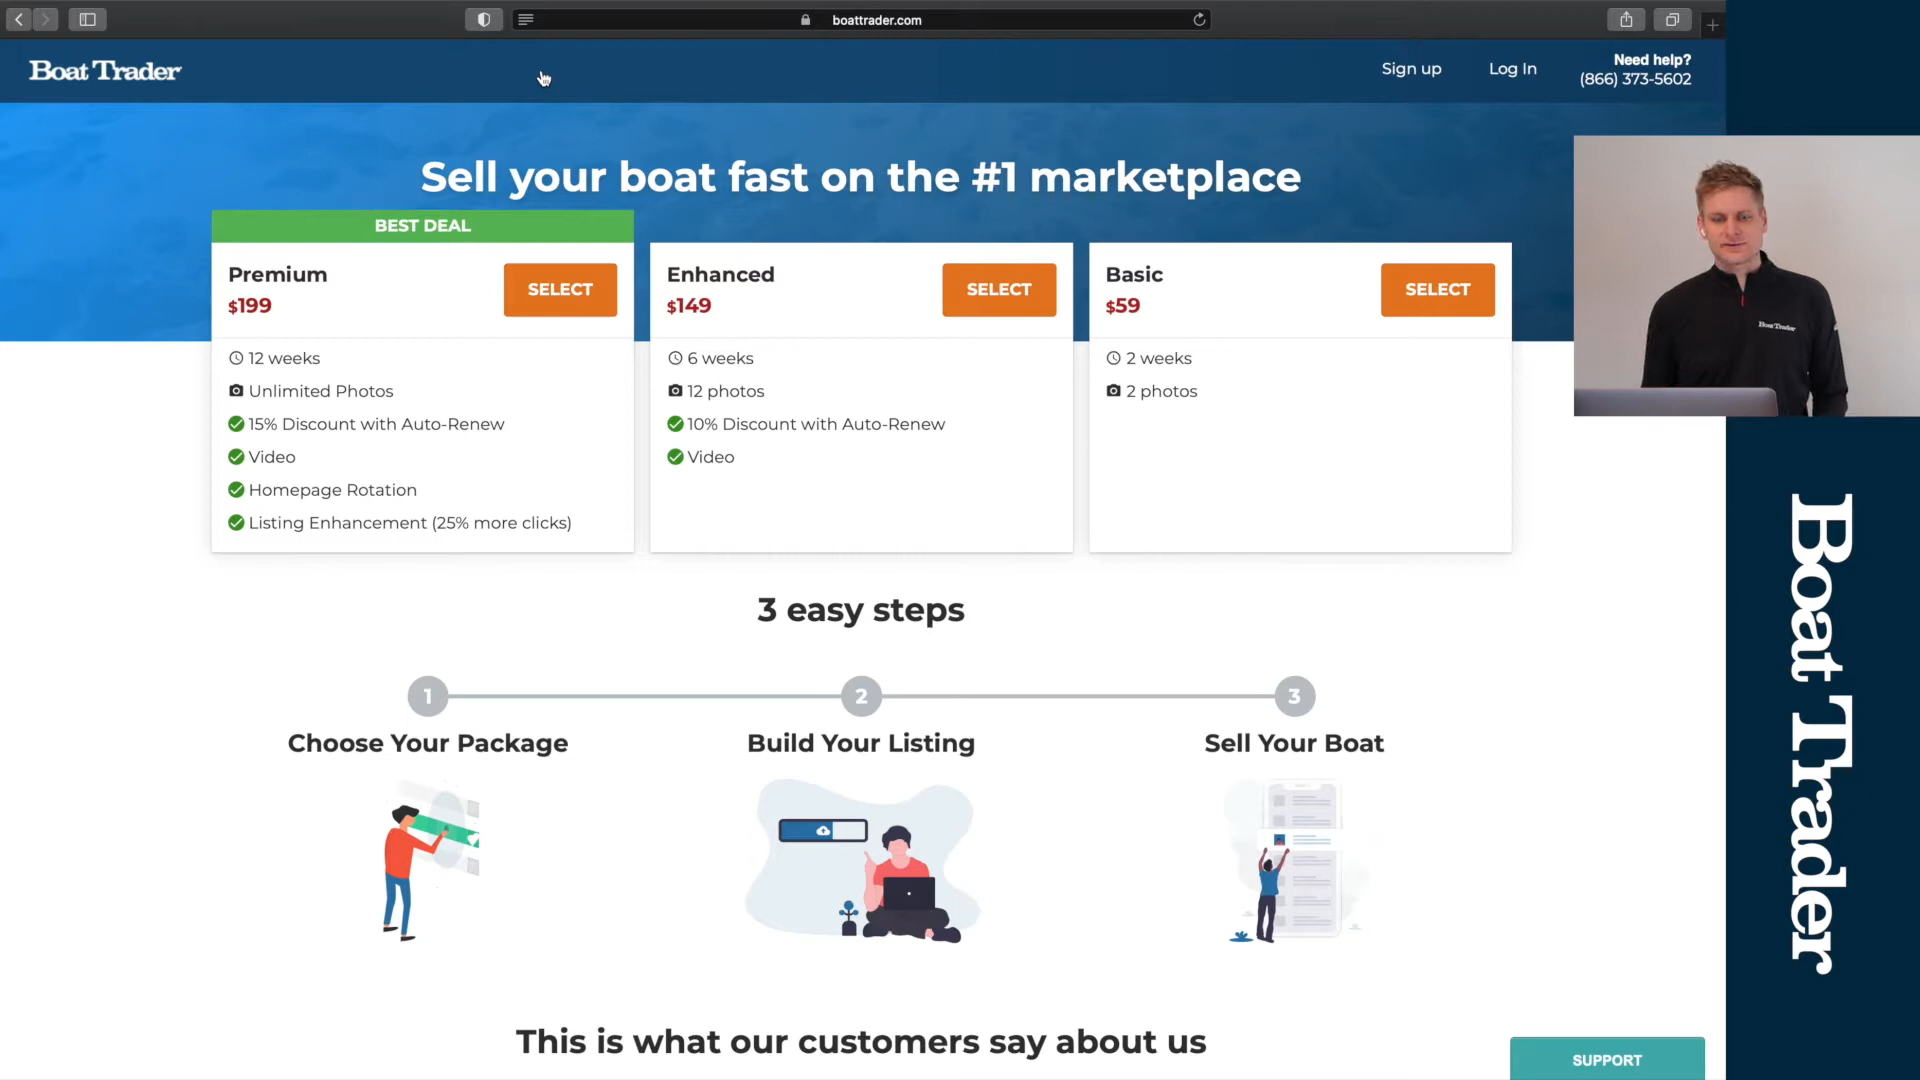 boattrader.com
Boat Trader
Sign up
Log In
Need help?
(866) 373-5602
Sell your boat fast on the #1 marketplace
BEST DEAL
Premium
$199
SELECT
12 weeks
Unlimited Photos
15% Discount with Auto-Renew
Video
Homepage Rotation
Listing Enhancement (25% more clicks)
Enhanced
$149
SELECT
6 weeks
12 photos
10% Discount with Auto-Renew
Video
Basic
$59
SELECT
2 weeks
2 photos
Boat Trader
3 easy steps
1
2
3
Choose Your Package
Build Your Listing
Sell Your Boat
This is what our customers say about us
SUPPORT
Boat Trader